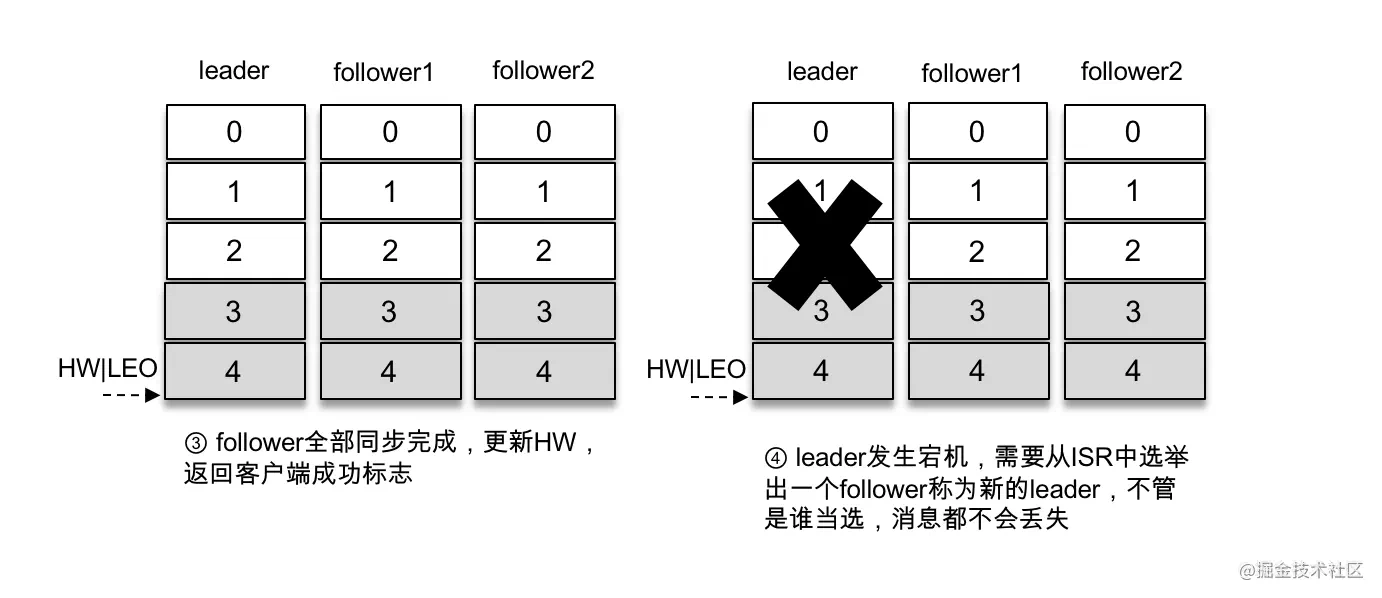 leader follower1 follower2
0 0 0
1 1 1
2 2 2
3 3 3
HW|LEO 4 4 4
③ follower全部同步完成，更新HW，
返回客户端成功标志
leader follower1 follower2
0 0 0
1 1 1
2 2
3 3 3
HW|LEO 4 4 4
④ leader发生宕机，需要从ISR中选举
出一个follower称为新的leader，不管
是谁当选，消息都不会丢失
@掘金技术社区